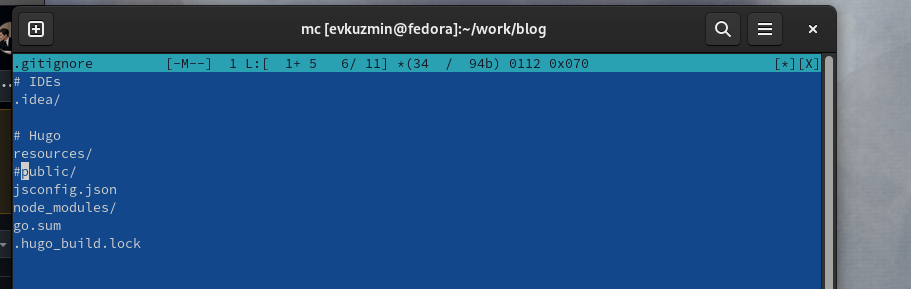 mc [evkuzmin@fedora]:~/work/blog
.gitignore [-M--] 1 L:[ 1+ 5 6/ 11] *(34 / 94b) 0112 0x070 [*][X]
# IDEs
.idea/
# Hugo
resources/
#public/
jsconfig.json
node_modules/
go.sum
.hugo_build.lock